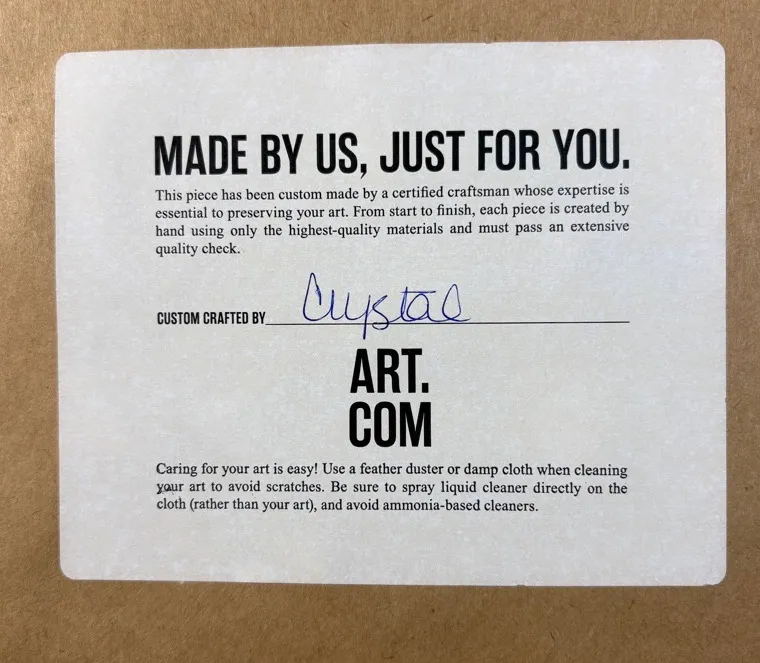 MADE BY US, JUST FOR YOU.
This piece has been custom made by a certified craftsman whose expertise is
essential to preserving your art. From start to finish, each piece is created by
hand using only the highest-quality materials and must pass an extensive
quality check.
CUSTOM CRAFTED BY Crystal
ART.
COM
Caring for your art is easy! Use a feather duster or damp cloth when cleaning
your art to avoid scratches. Be sure to spray liquid cleaner directly on the
cloth (rather than your art), and avoid ammonia-based cleaners.